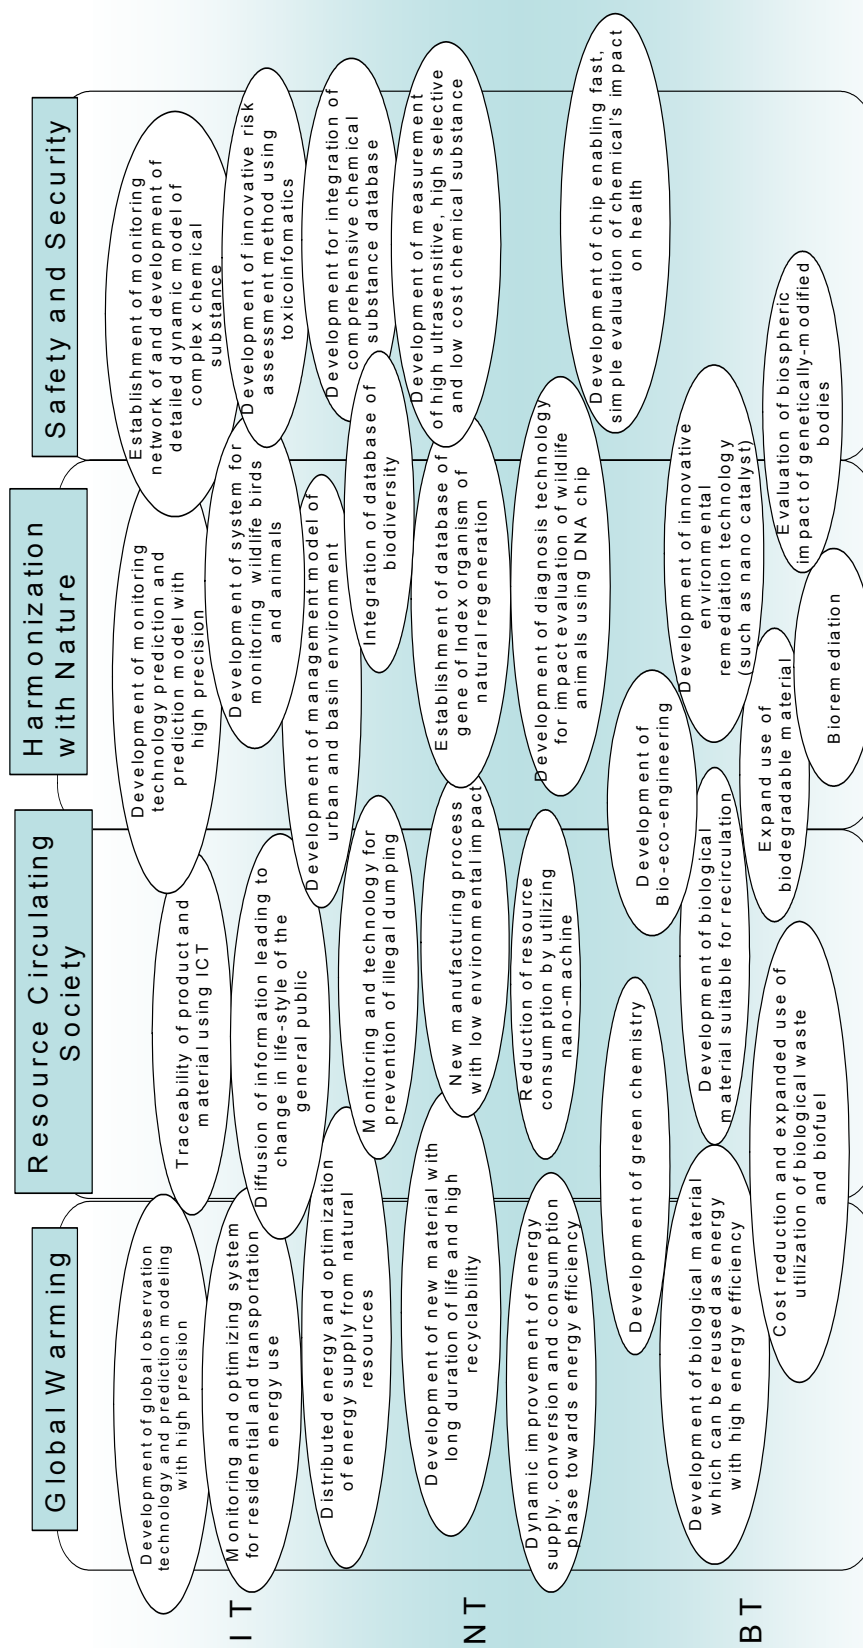 Global Warming
Resource Circulating
Society
Harmonization
with Nature
Safety and Security
IT
NT
BT
Development of global observation
technology and prediction modeling
with high precision
Monitoring and optimizing system
for residential and transportation
energy use
Distributed energy and optimization
of energy supply from natural
resources
Development of new material with
long duration of life and high
recyclability
Dynamic improvement of energy
supply, conversion and consumption
phase towards energy efficiency
Development of green chemistry
Development of biological material
which can be reused as energy
with high energy efficiency
Cost reduction and expanded use of
utilization of biological waste
and biofuel
Traceability of product and
material using ICT
Diffusion of information leading to
change in life-style of the
general public
Monitoring and technology for
prevention of illegal dumping
New manufacturing process
with low environmental impact
Reduction of resource
consumption by utilizing
nano-machine
Development of biological
material suitable for recirculation
Development of monitoring
technology prediction and
prediction model with
high precision
Development of system for
monitoring wildlife birds
and animals
Development of management model of
urban and basin environment
Integration of database of
biodiversity
Establishment of database of
gene of Index organism of
natural regeneration
Development of diagnosis technology
for impact evaluation of wildlife
animals using DNA chip
Development of
Bio-eco-engineering
Development of innovative
environmental
remediation technology
(such as nano catalyst)
Expand use of
biodegradable material
Bioremediation
Establishment of monitoring
network of and development of
detailed dynamic model of
complex chemical
substance
Development of innovative risk
assessment method using
toxicoinfomatics
Development for integration of
comprehensive chemical
substance database
Development of measurement
of high ultrasensitive, high selective
and low cost chemical substance
Development of chip enabling fast,
simple evaluation of chemical's impact
on health
Evaluation of biospheric
impact of genetically-modified
bodies